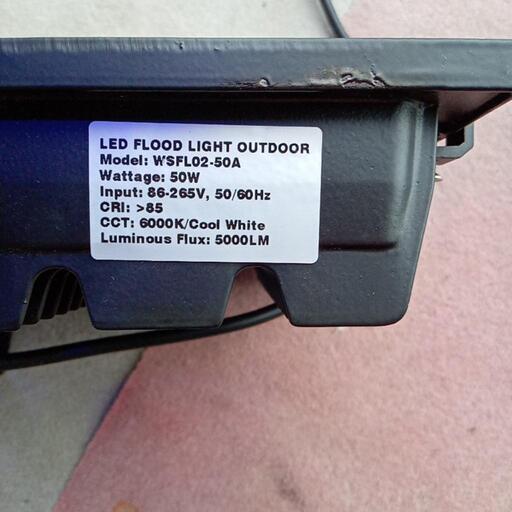 LED FLOOD LIGHT OUTDOOR
Model: WSFL02-50A
Wattage: 50W
Input: 86-265V, 50/60Hz
CRI: >85
CCT: 6000K/Cool White
Luminous Flux: 5000LM